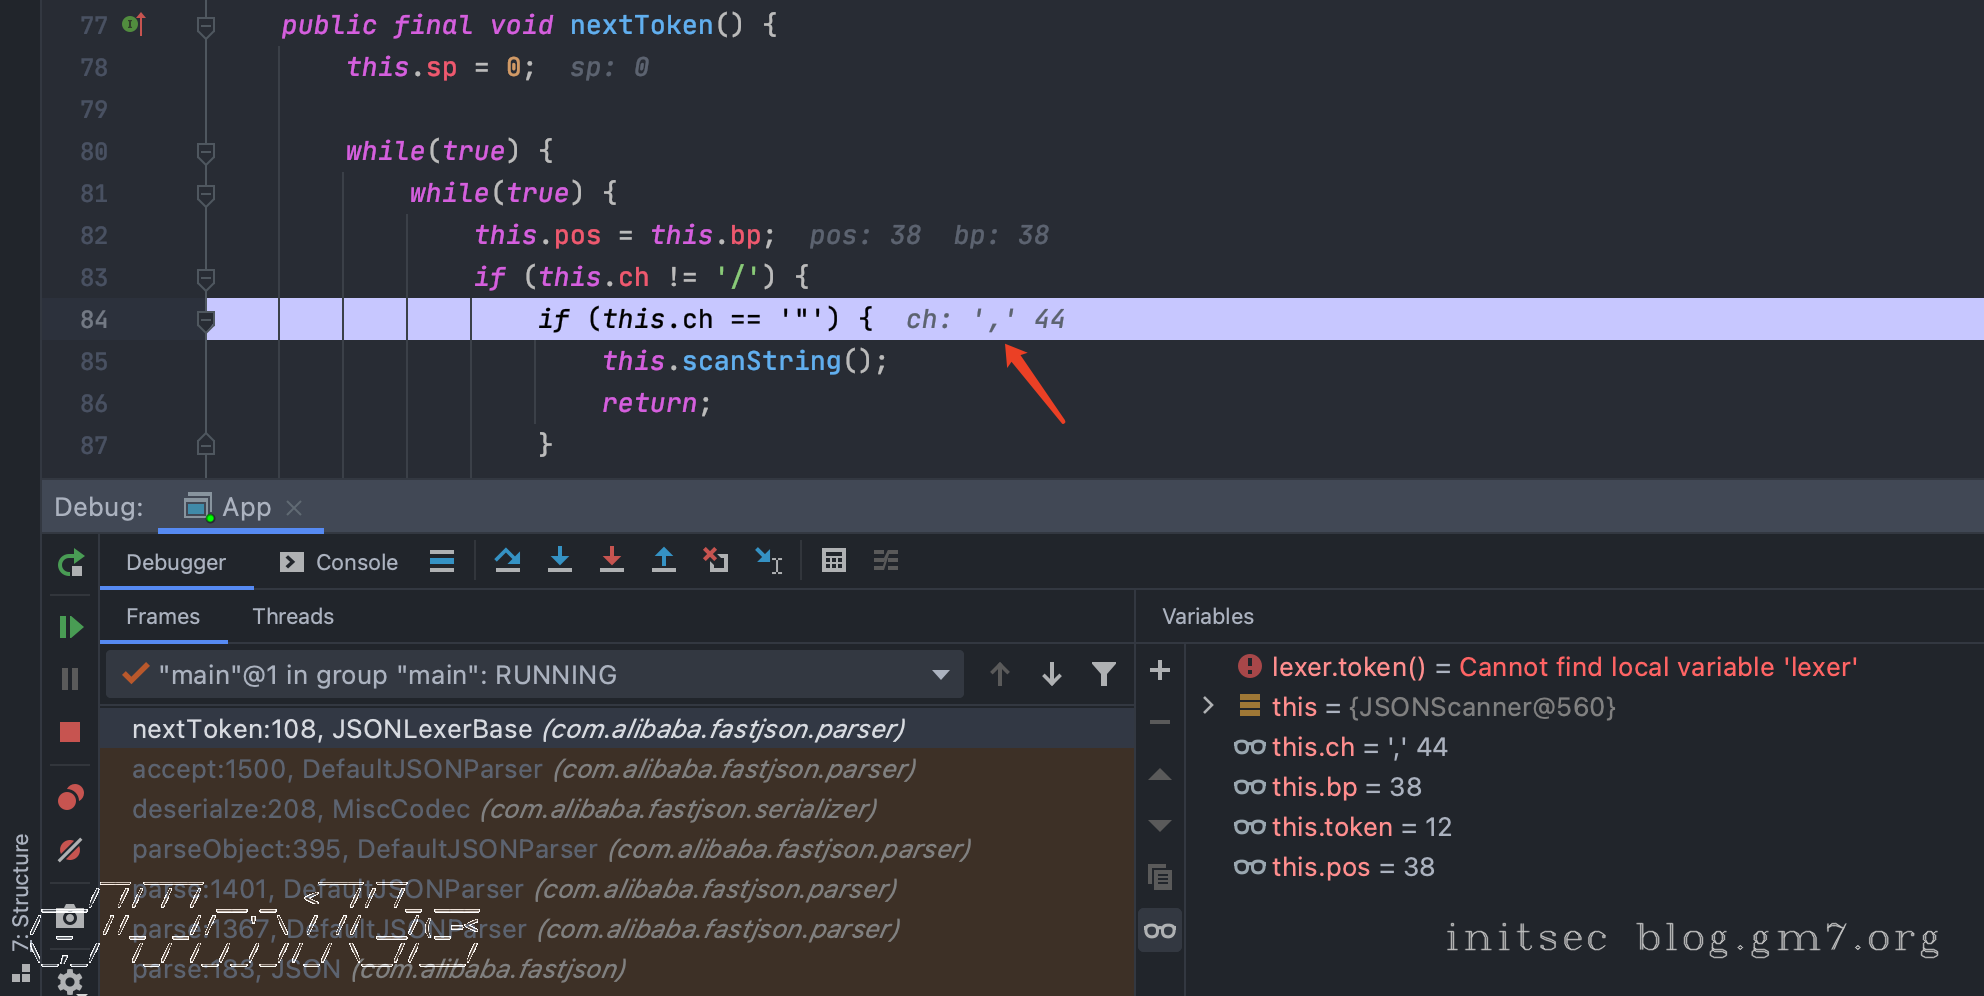 77 public final void nextToken() {
78 this.sp = 0; sp: 0
79
80 while(true) {
81 while(true) {
82 this.pos = this.bp; pos: 38 bp: 38
83 if (this.ch != '/') {
84 if (this.ch == '"') { ch: ',' 44
85 this.scanString();
86 return;
87 }
Debug: App
Debugger Console
Frames Threads
Variables
"main"@1 in group "main": RUNNING
nextToken:108, JSONLexerBase (com.alibaba.fastjson.parser)
accept:1500, DefaultJSONParser (com.alibaba.fastjson.parser)
deserialze:208, MiscCodec (com.alibaba.fastjson.serializer)
parseObject:395, DefaultJSONParser (com.alibaba.fastjson.parser)
parse:1401, DefaultJSONParser (com.alibaba.fastjson.parser)
parse:1367, DefaultJSONParser (com.alibaba.fastjson.parser)
parse:183, JSON (com.alibaba.fastjson)
lexer.token() = Cannot find local variable 'lexer'
this = {JSONScanner@560}
this.ch = ',' 44
this.bp = 38
this.token = 12
this.pos = 38
7: Structure
initsec blog.gm7.org